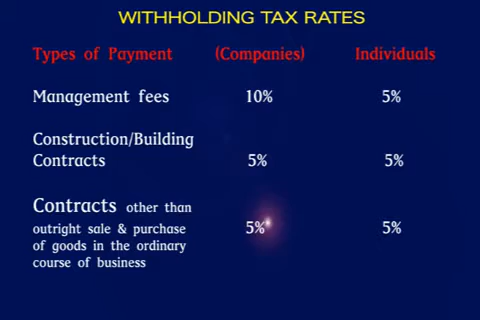 WITHHOLDING TAX RATES
Types of Payment (Companies) Individuals
Management fees 10% 5%
Construction/Building
Contracts 5% 5%
Contracts other than
outright sale & purchase 5% 5%
of goods in the ordinary
course of business